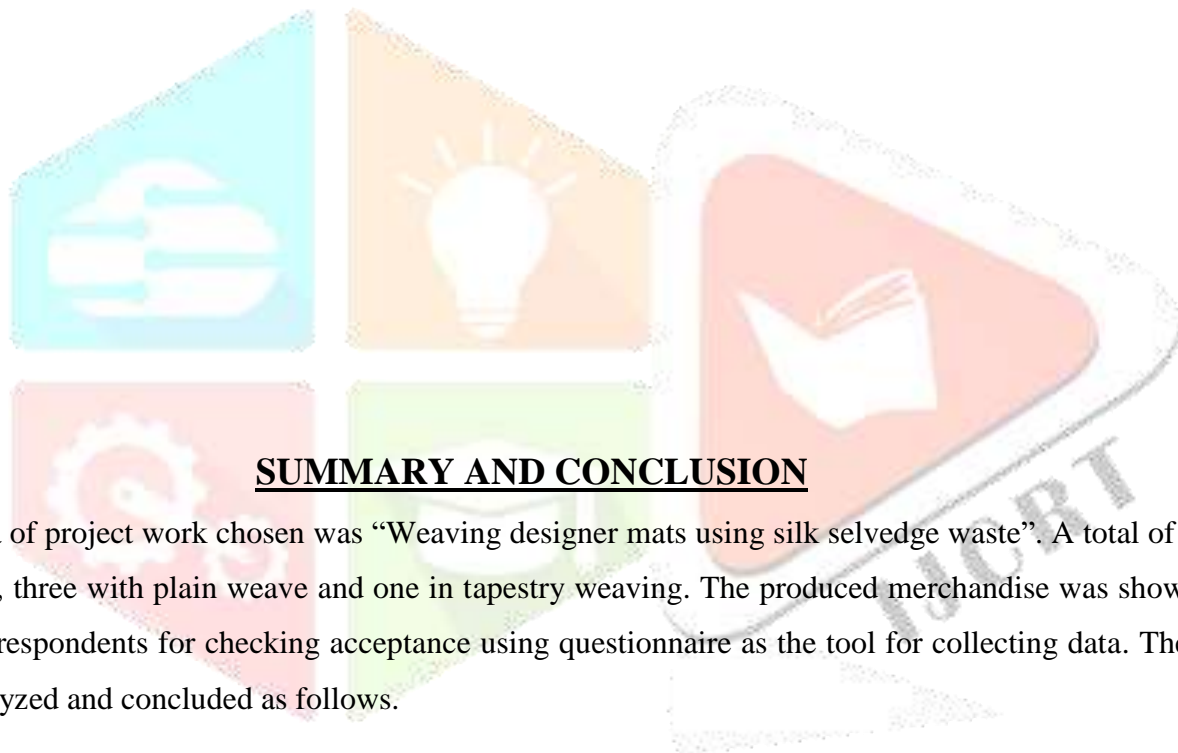 SUMMARY AND CONCLUSION
of project work chosen was “Weaving designer mats using silk selvedge waste”. A total of
, three with plain weave and one in tapestry weaving. The produced merchandise was show
respondents for checking acceptance using questionnaire as the tool for collecting data. The
yzed and concluded as follows.
IJCRT